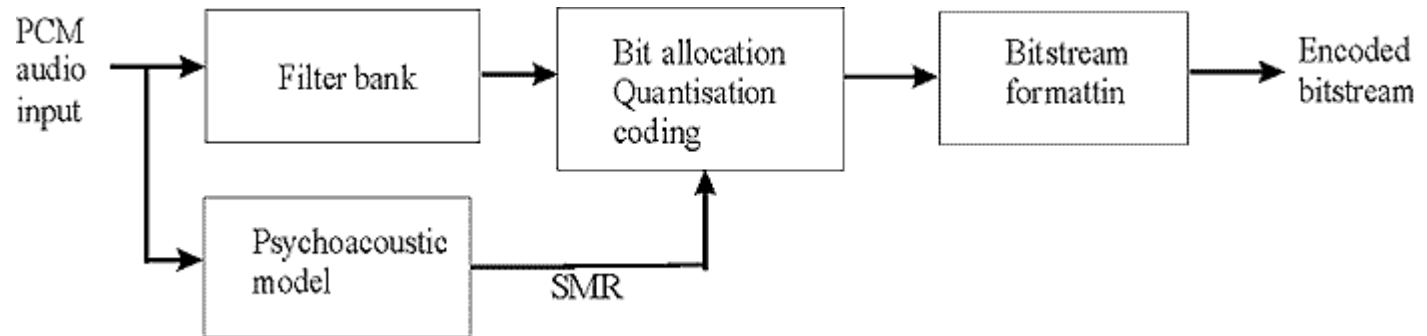 PCM
audio
input
Filter bank
Bit allocation
Quantisation
coding
Bitstream
formattin
Encoded
bitstream
Psychoacoustic
model
SMR